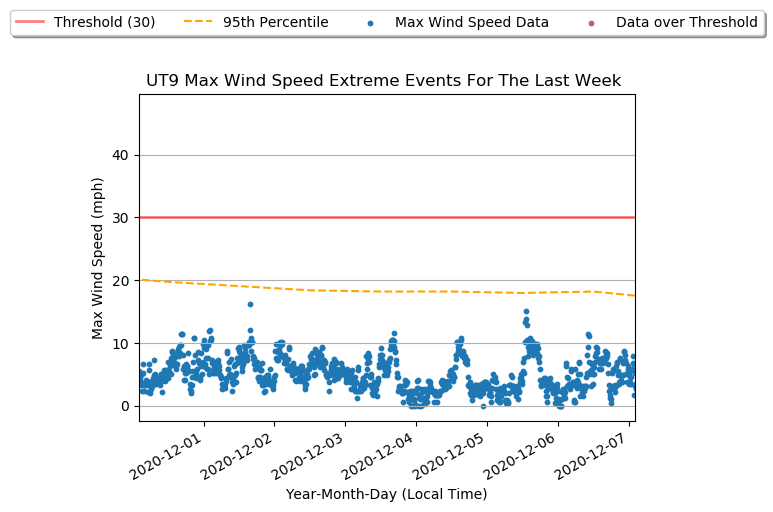 Threshold (30) 95th Percentile Max Wind Speed Data Data over Threshold
UT9 Max Wind Speed Extreme Events For The Last Week
Max Wind Speed (mph)
40
30
20
10
0
2020-12-01 2020-12-02 2020-12-03 2020-12-04 2020-12-05 2020-12-06 2020-12-07
Year-Month-Day (Local Time)